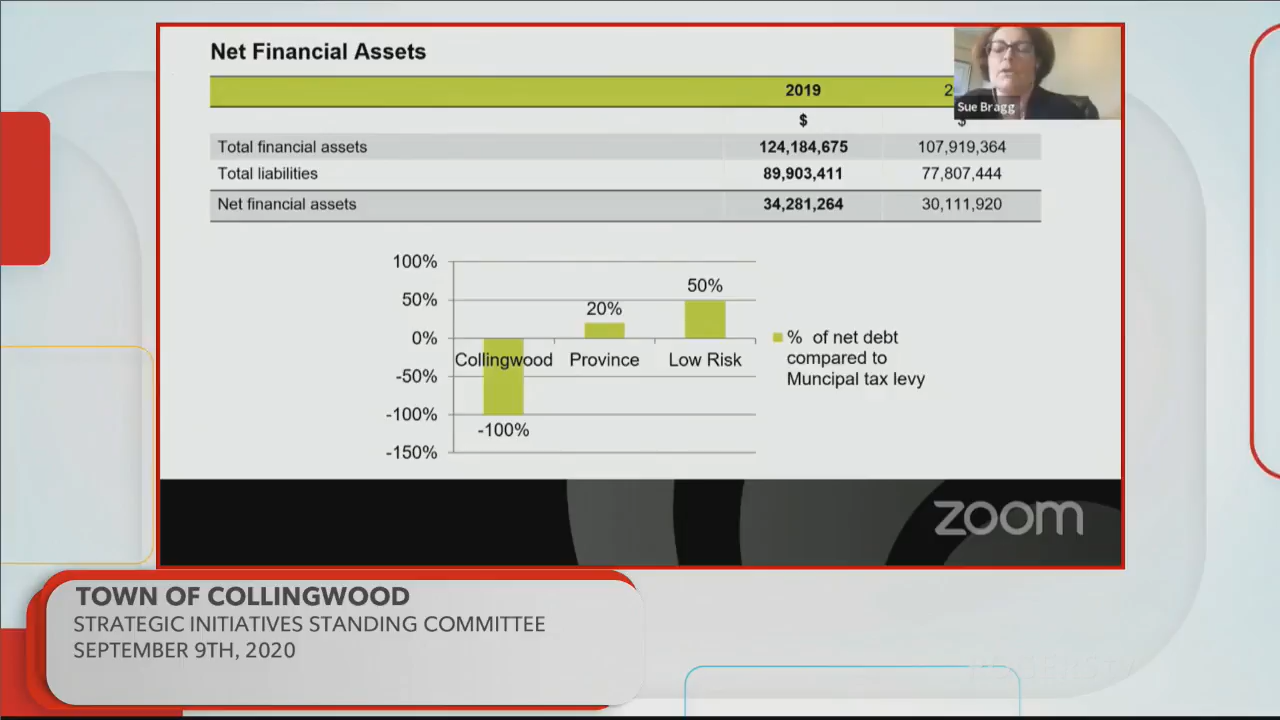 Net Financial Assets
2019
$ $
Total financial assets 124,184,675 107,919,364
Total liabilities 89,903,411 77,807,444
Net financial assets 34,281,264 30,111,920
Sue Bragg
100%
50%
0%
-50%
-100%
-150%
Collingwood Province Low Risk
-100% 20% 50%
% of net debt
compared to
Muncipal tax levy
zoom
TOWN OF COLLINGWOOD
STRATEGIC INITIATIVES STANDING COMMITTEE
SEPTEMBER 9TH, 2020